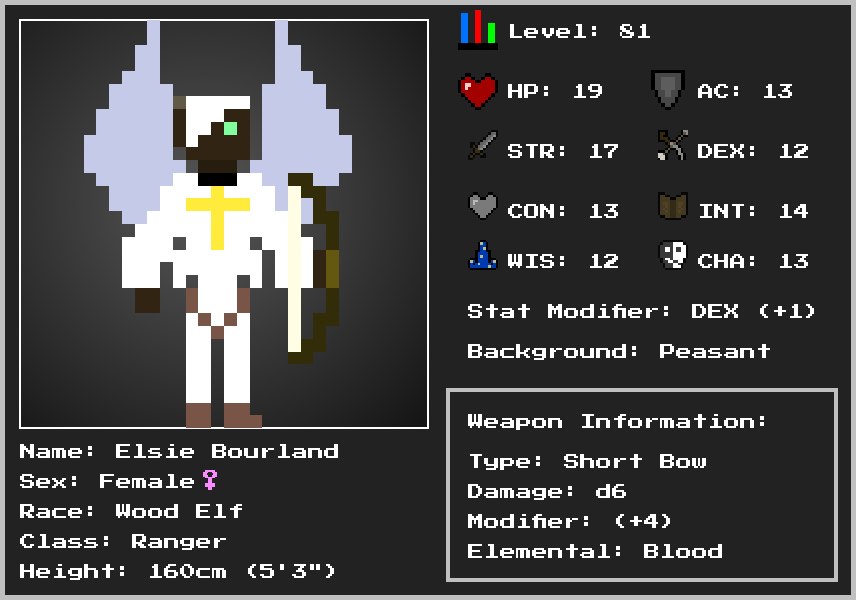 Level: 81
HP: 19
AC: 13
STR: 17
DEX: 12
CON: 13
INT: 14
WIS: 12
CHA: 13
Stat Modifier: DEX (+1)
Background: Peasant
Weapon Information:
Type: Short Bow
Damage: d6
Modifier: (+4)
Elemental: Blood
Name: Elsie Bourland
Sex: Female♀
Race: Wood Elf
Class: Ranger
Height: 160cm (5'3")